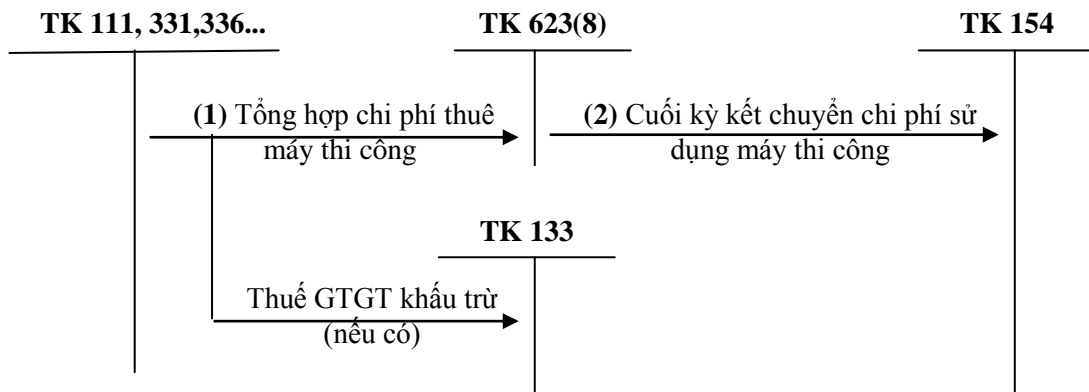 TK 111, 331,336...
TK 623(8)
TK 154
(1) Tổng hợp chi phí thuê
máy thi công
(2) Cuối kỳ kết chuyển chi phí sử
dụng máy thi công
TK 133
Thuế GTGT khấu trừ
(nếu có)